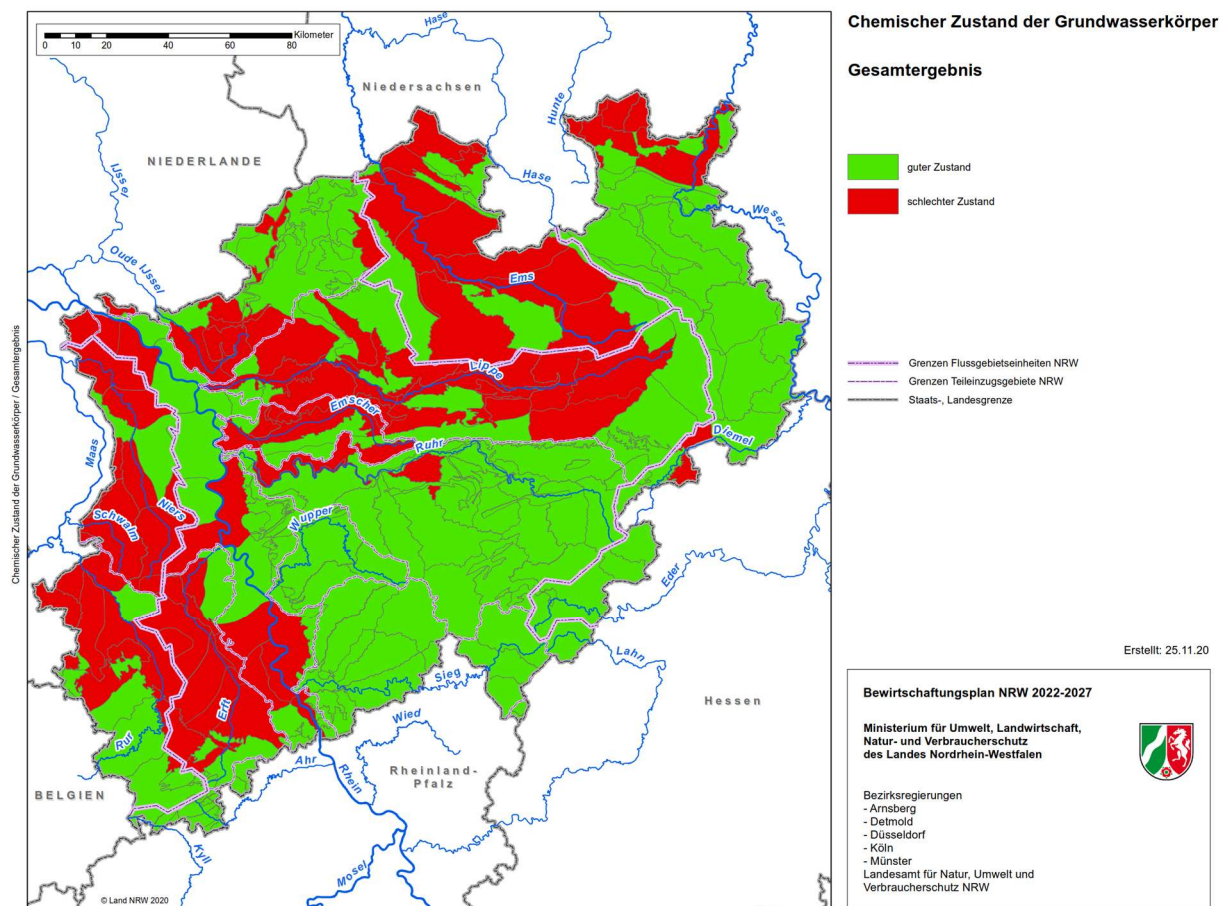 Chemischer Zustand der Grundwasserkörper
Gesamtergebnis
guter Zustand
schlechter Zustand
Grenzen Flussgebietseinheiten NRW
Grenzen Teileinzugsgebiete NRW
Staats-, Landesgrenze
Erstellt: 25.11.20
Bewirtschaftungsplan NRW 2022-2027
Ministerium für Umwelt, Landwirtschaft,
Natur- und Verbraucherschutz
des Landes Nordrhein-Westfalen
Bezirksregierungen
- Arnsberg
- Detmold
- Düsseldorf
- Köln
- Münster
Landesamt für Natur, Umwelt und
Verbraucherschutz NRW
Chemischer Zustand der Grundwasserkörper / Gesamtergebnis
Kilometer
0 5 10 20 40 60 80
Hase
Niedersachsen
Hunte
NIEDERLANDE
IJssel
Hase
Weser
Oude IJssel
Ems
Lippe
Emscher
Ruhr
Diemel
Maas
Niers
Schwalm
Wupper
Eder
Lahn
Sieg
Hessen
Erft
Wied
Rur
Ahr
Rhein
Rheinland-
Pfalz
BELGIEN
Kyll
Mosel
© Land NRW 2020